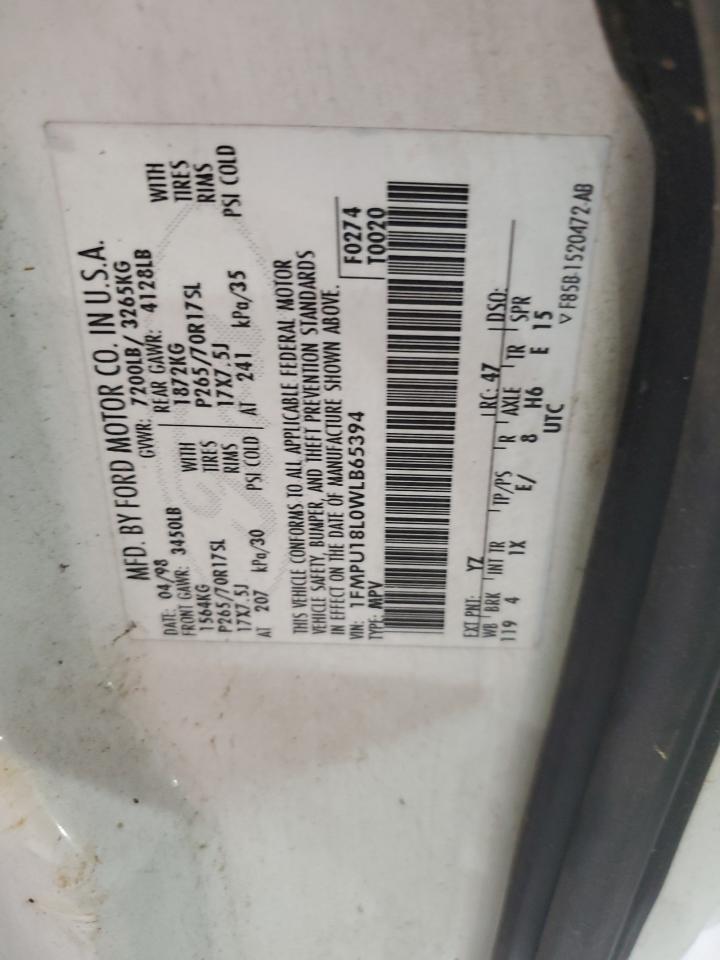 MFD. BY FORD MOTOR CO. IN U.S.A.
DATE: 04/98 GVWR: 7200LB/ 3265KG
FRONT GAWR: 3450LB REAR GAWR: 4128LB
1564KG WITH 1872KG WITH
P265/70R17SL TIRES P265/70R17SL TIRES
17X7.5J RIMS 17X7.5J RIMS
AT 207 kPa/30 PSI COLD AT 241 kPa/35 PSI COLD
THIS VEHICLE CONFORMS TO ALL APPLICABLE FEDERAL MOTOR
VEHICLE SAFETY, BUMPER, AND THEFT PREVENTION STANDARDS
IN EFFECT ON THE DATE OF MANUFACTURE SHOWN ABOVE.
VIN: 1FMPU18L0WLB65394 F0274
TYPE: MPV T0020
EXT PNT: YZ RC: 47 DSO:
WB BRK INT TR TP/PS R AXLE TR SPR
119 4 1X E/ 8 H6 E 15
UTC
▽ F85B-1520472-AB